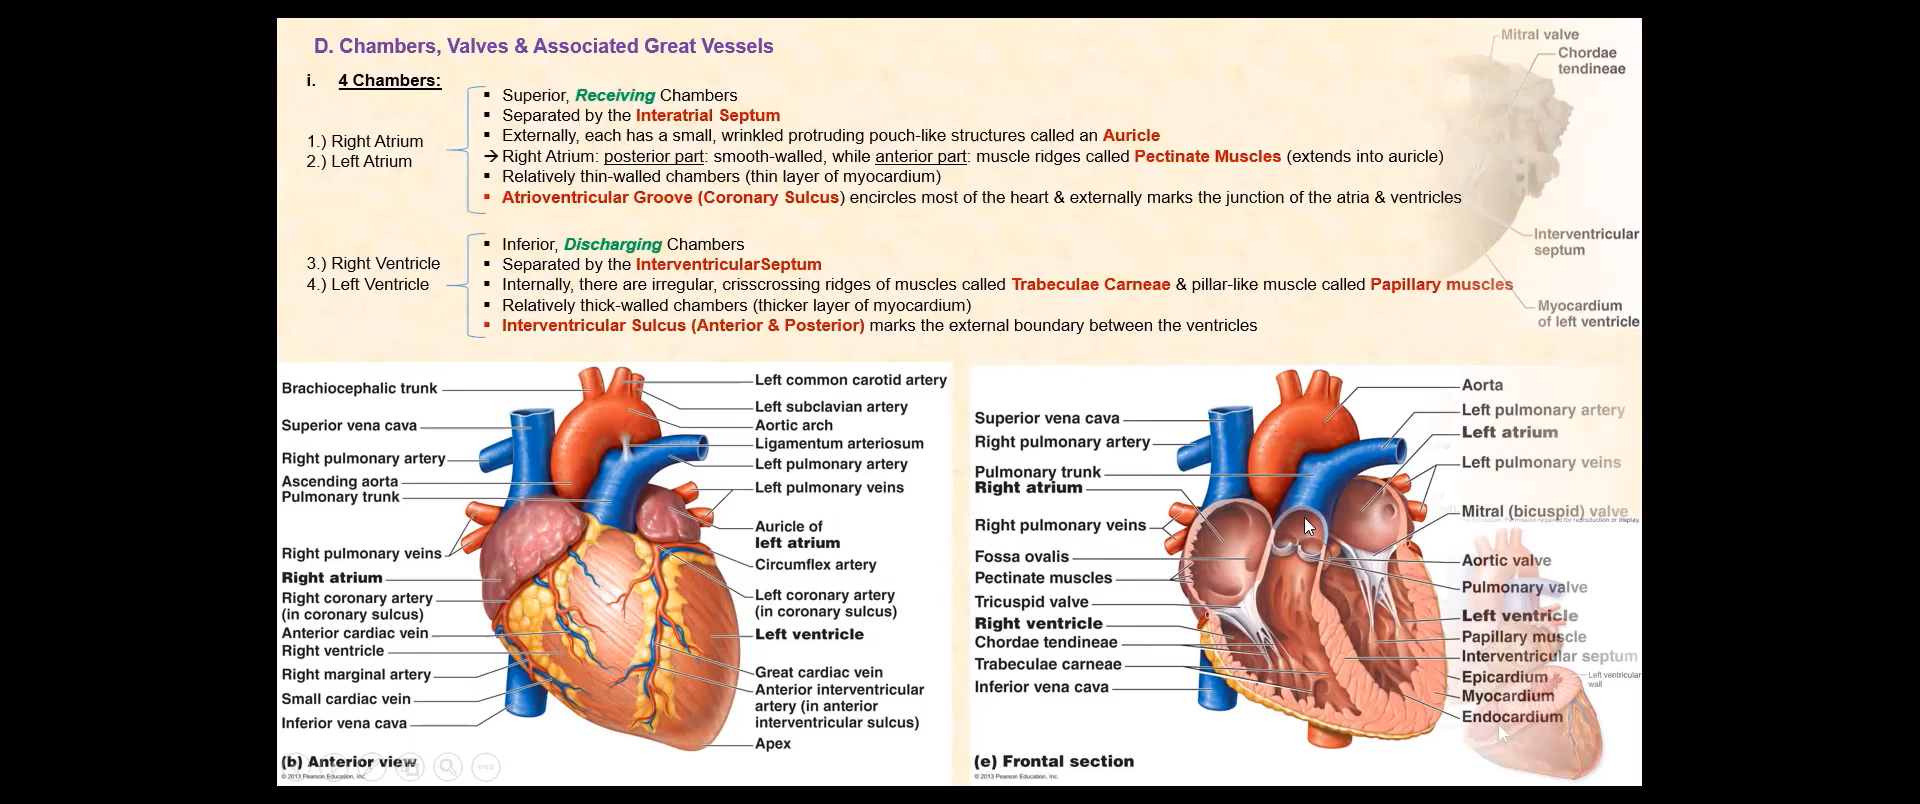 D. Chambers, Valves & Associated Great Vessels
i. 4 Chambers:
1.) Right Atrium
2.) Left Atrium
▪ Superior, Receiving Chambers
▪ Separated by the Interatrial Septum
▪ Externally, each has a small, wrinkled protruding pouch-like structures called an Auricle
→ Right Atrium: posterior part: smooth-walled, while anterior part: muscle ridges called Pectinate Muscles (extends into auricle)
▪ Relatively thin-walled chambers (thin layer of myocardium)
▪ Atrioventricular Groove (Coronary Sulcus) encircles most of the heart & externally marks the junction of the atria & ventricles
3.) Right Ventricle
4.) Left Ventricle
▪ Inferior, Discharging Chambers
▪ Separated by the InterventricularSeptum
▪ Internally, there are irregular, crisscrossing ridges of muscles called Trabeculae Carneae & pillar-like muscle called Papillary muscles
▪ Relatively thick-walled chambers (thicker layer of myocardium)
▪ Interventricular Sulcus (Anterior & Posterior) marks the external boundary between the ventricles
Mitral valve
Chordae
tendineae
Interventricular
septum
Myocardium
of left ventricle
Brachiocephalic trunk
Superior vena cava
Right pulmonary artery
Ascending aorta
Pulmonary trunk
Right pulmonary veins
Right atrium
Right coronary artery
(in coronary sulcus)
Anterior cardiac vein
Right ventricle
Right marginal artery
Small cardiac vein
Inferior vena cava
Left common carotid artery
Left subclavian artery
Aortic arch
Ligamentum arteriosum
Left pulmonary artery
Left pulmonary veins
Auricle of
left atrium
Circumflex artery
Left coronary artery
(in coronary sulcus)
Left ventricle
Great cardiac vein
Anterior interventricular
artery (in anterior
interventricular sulcus)
Apex
(b) Anterior view
© 2013 Pearson Education, Inc.
Superior vena cava
Right pulmonary artery
Pulmonary trunk
Right atrium
Right pulmonary veins
Fossa ovalis
Pectinate muscles
Tricuspid valve
Right ventricle
Chordae tendineae
Trabeculae carneae
Inferior vena cava
Aorta
Left pulmonary artery
Left atrium
Left pulmonary veins
Mitral (bicuspid) valve
required for reproduction or display.
Aortic valve
Pulmonary valve
Left ventricle
Papillary muscle
Interventricular septum
Epicardium
Myocardium
Endocardium
Left ventricular
wall
(e) Frontal section
© 2013 Pearson Education, Inc.